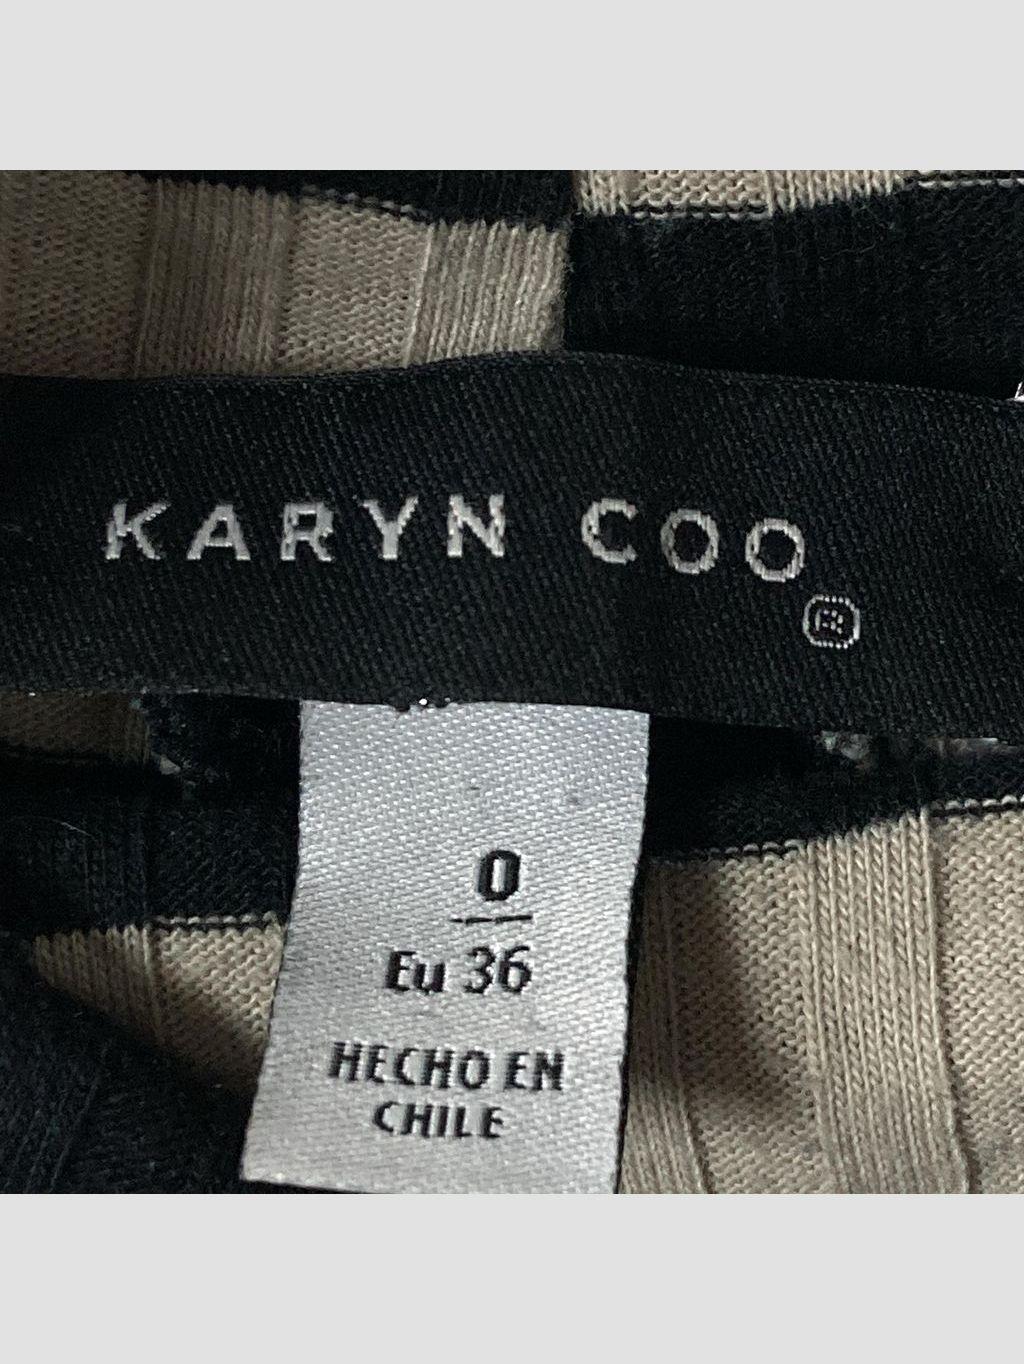 KARYN COO
®
0
Eu 36
HECHO EN
CHILE